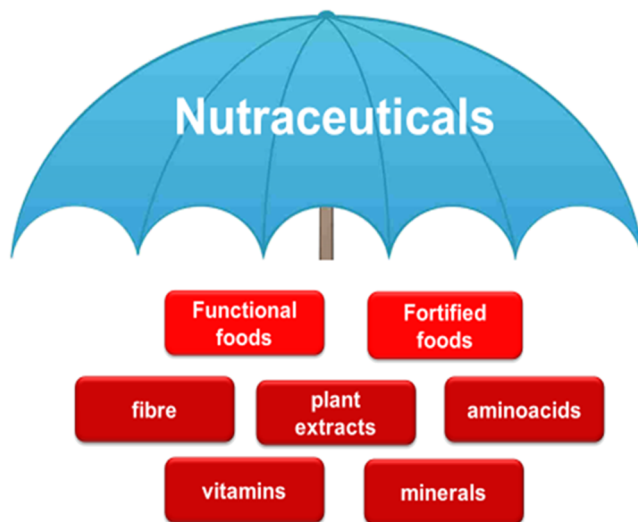 Nutraceuticals
Functional
foods
Fortified
foods
fibre
plant
extracts
aminoacids
vitamins
minerals